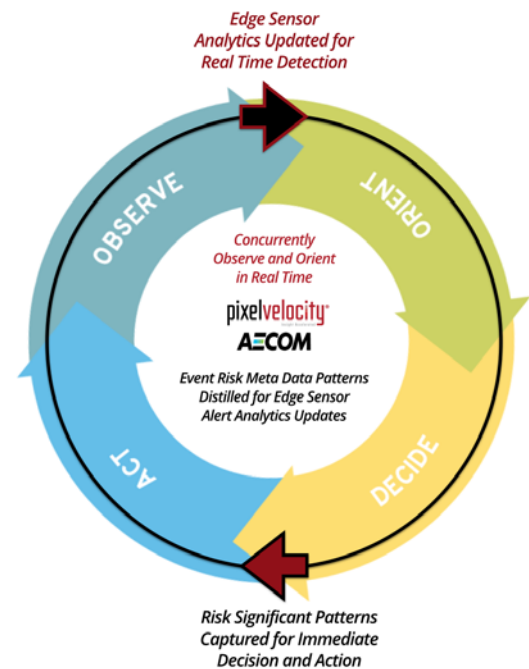 Edge Sensor
Analytics Updated for
Real Time Detection
OBSERVE
ORIENT
Concurrently
Observe and Orient
in Real Time
pixelvelocity
AECOM
Event Risk Meta Data Patterns
Distilled for Edge Sensor
Alert Analytics Updates
ACT
DECIDE
Risk Significant Patterns
Captured for Immediate
Decision and Action